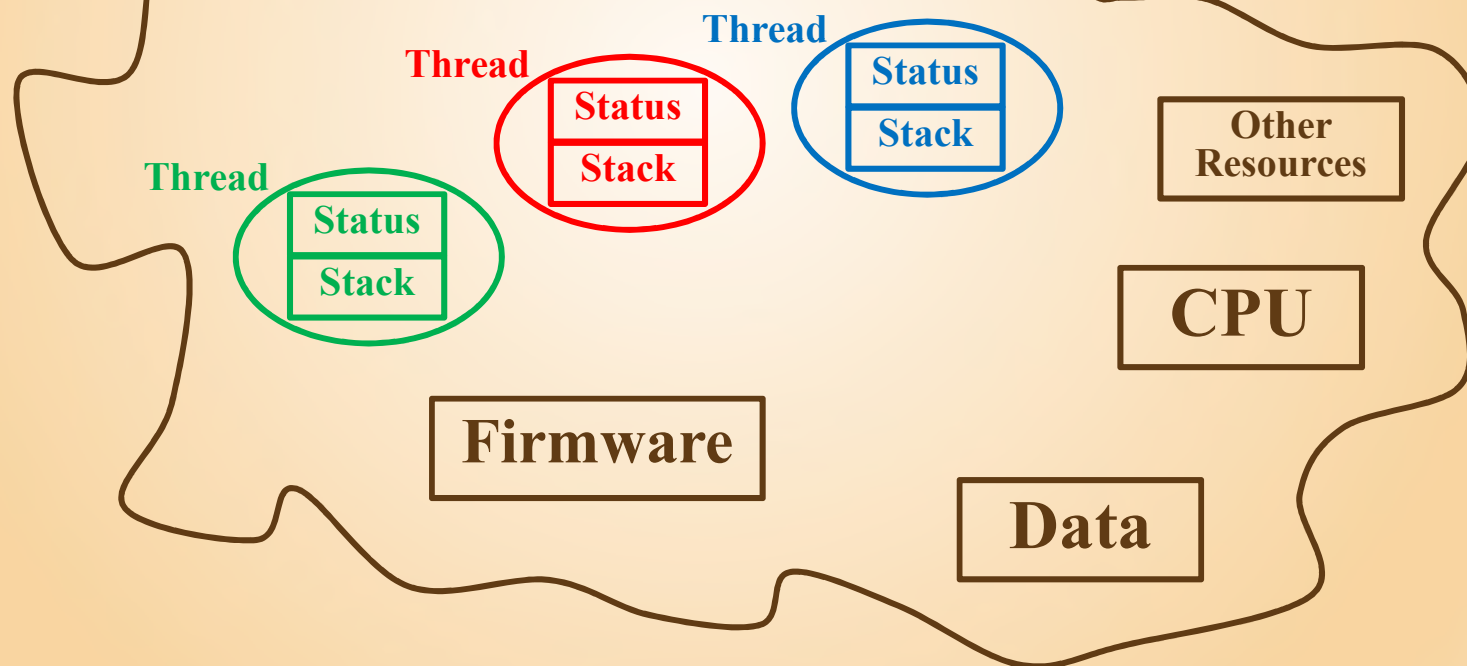 Thread
Status
Stack
Thread
Status
Stack
Thread
Status
Stack
Other
Resources
CPU
Firmware
Data